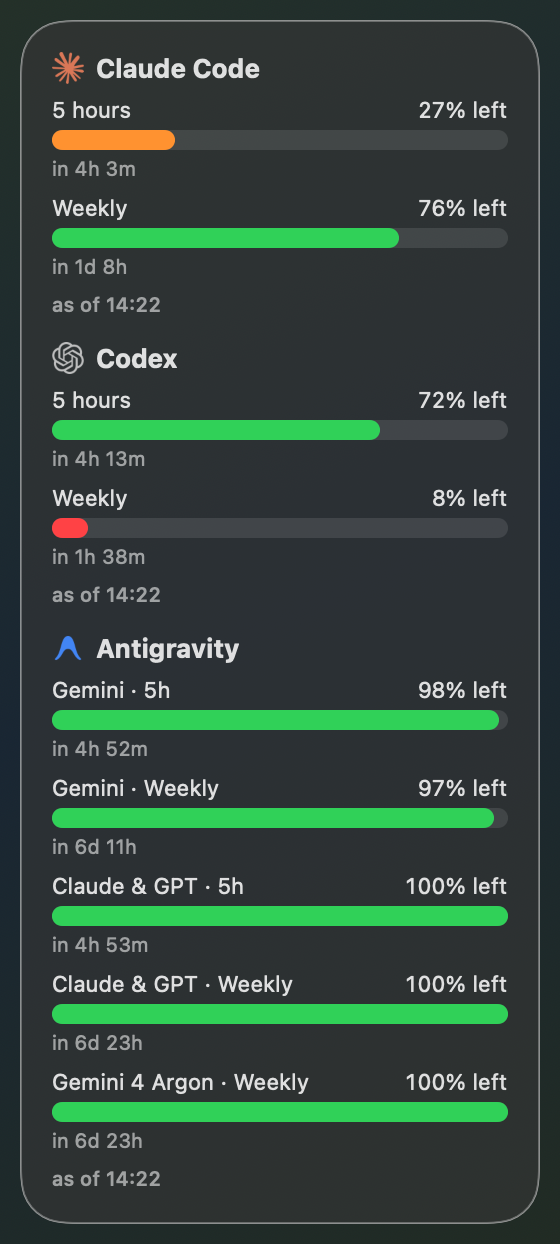 Claude Code
5 hours 27% left
in 4h 3m
Weekly 76% left
in 1d 8h
as of 14:22
Codex
5 hours 72% left
in 4h 13m
Weekly 8% left
in 1h 38m
as of 14:22
Antigravity
Gemini · 5h 98% left
in 4h 52m
Gemini · Weekly 97% left
in 6d 11h
Claude & GPT · 5h 100% left
in 4h 53m
Claude & GPT · Weekly 100% left
in 6d 23h
Gemini 4 Argon · Weekly 100% left
in 6d 23h
as of 14:22